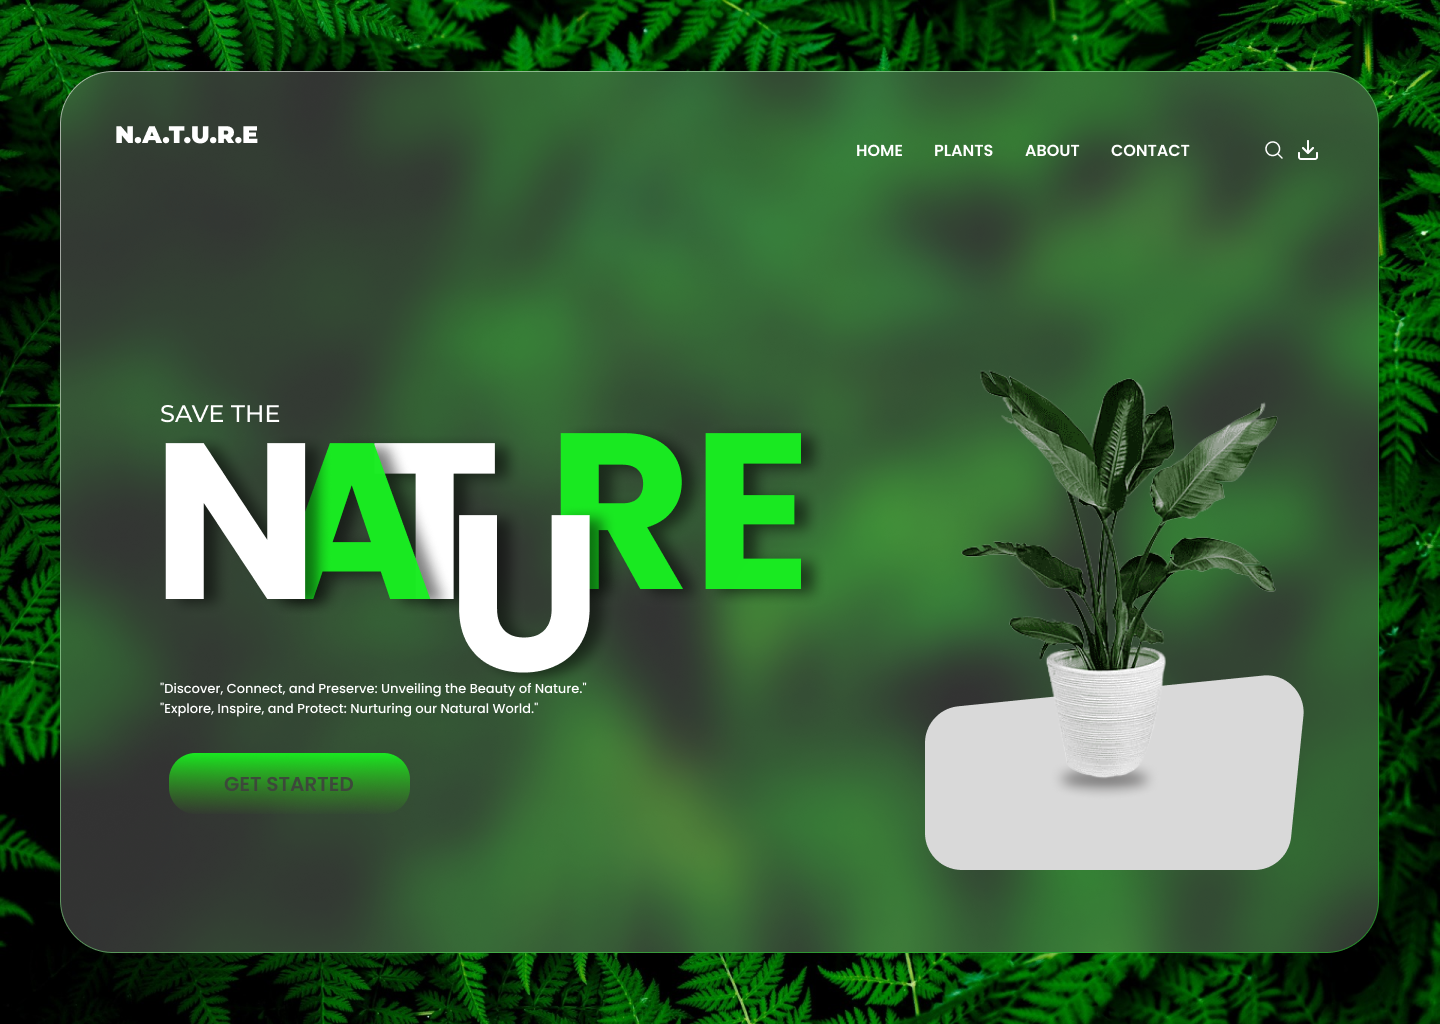 N.A.T.U.R.E
HOME PLANTS ABOUT CONTACT
SAVE THE
NATURE
"Discover, Connect, and Preserve: Unveiling the Beauty of Nature."
"Explore, Inspire, and Protect: Nurturing our Natural World."
GET STARTED